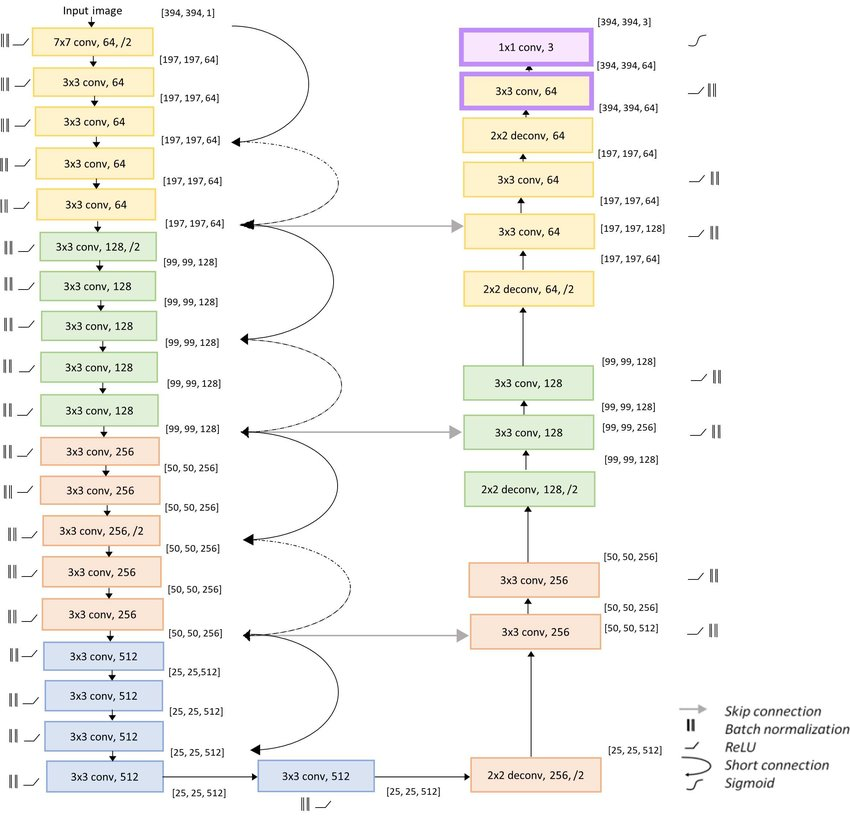 Input image
[394, 394, 1]
7x7 conv, 64, /2
[197, 197, 64]
3x3 conv, 64
[197, 197, 64]
3x3 conv, 64
[197, 197, 64]
3x3 conv, 64
[197, 197, 64]
3x3 conv, 64
[197, 197, 64]
3x3 conv, 128, /2
[99, 99, 128]
3x3 conv, 128
[99, 99, 128]
3x3 conv, 128
[99, 99, 128]
3x3 conv, 128
[99, 99, 128]
3x3 conv, 128
[99, 99, 128]
3x3 conv, 256
[50, 50, 256]
3x3 conv, 256
[50, 50, 256]
3x3 conv, 256, /2
[50, 50, 256]
3x3 conv, 256
[50, 50, 256]
3x3 conv, 256
[50, 50, 256]
3x3 conv, 512
[25, 25,512]
3x3 conv, 512
[25, 25, 512]
3x3 conv, 512
[25, 25, 512]
3x3 conv, 512
[25, 25, 512]
3x3 conv, 512
[25, 25, 512]
[394, 394, 3]
1x1 conv, 3
[394, 394, 64]
3x3 conv, 64
[394, 394, 64]
2x2 deconv, 64
[197, 197, 64]
3x3 conv, 64
[197, 197, 64]
3x3 conv, 64
[197, 197, 128]
[197, 197, 64]
2x2 deconv, 64, /2
[99, 99, 128]
3x3 conv, 128
[99, 99, 128]
3x3 conv, 128
[99, 99, 256]
[99, 99, 128]
2x2 deconv, 128, /2
[50, 50, 256]
3x3 conv, 256
[50, 50, 256]
3x3 conv, 256
[50, 50, 512]
[25, 25, 512]
2x2 deconv, 256, /2
Skip connection
Batch normalization
ReLU
Short connection
Sigmoid